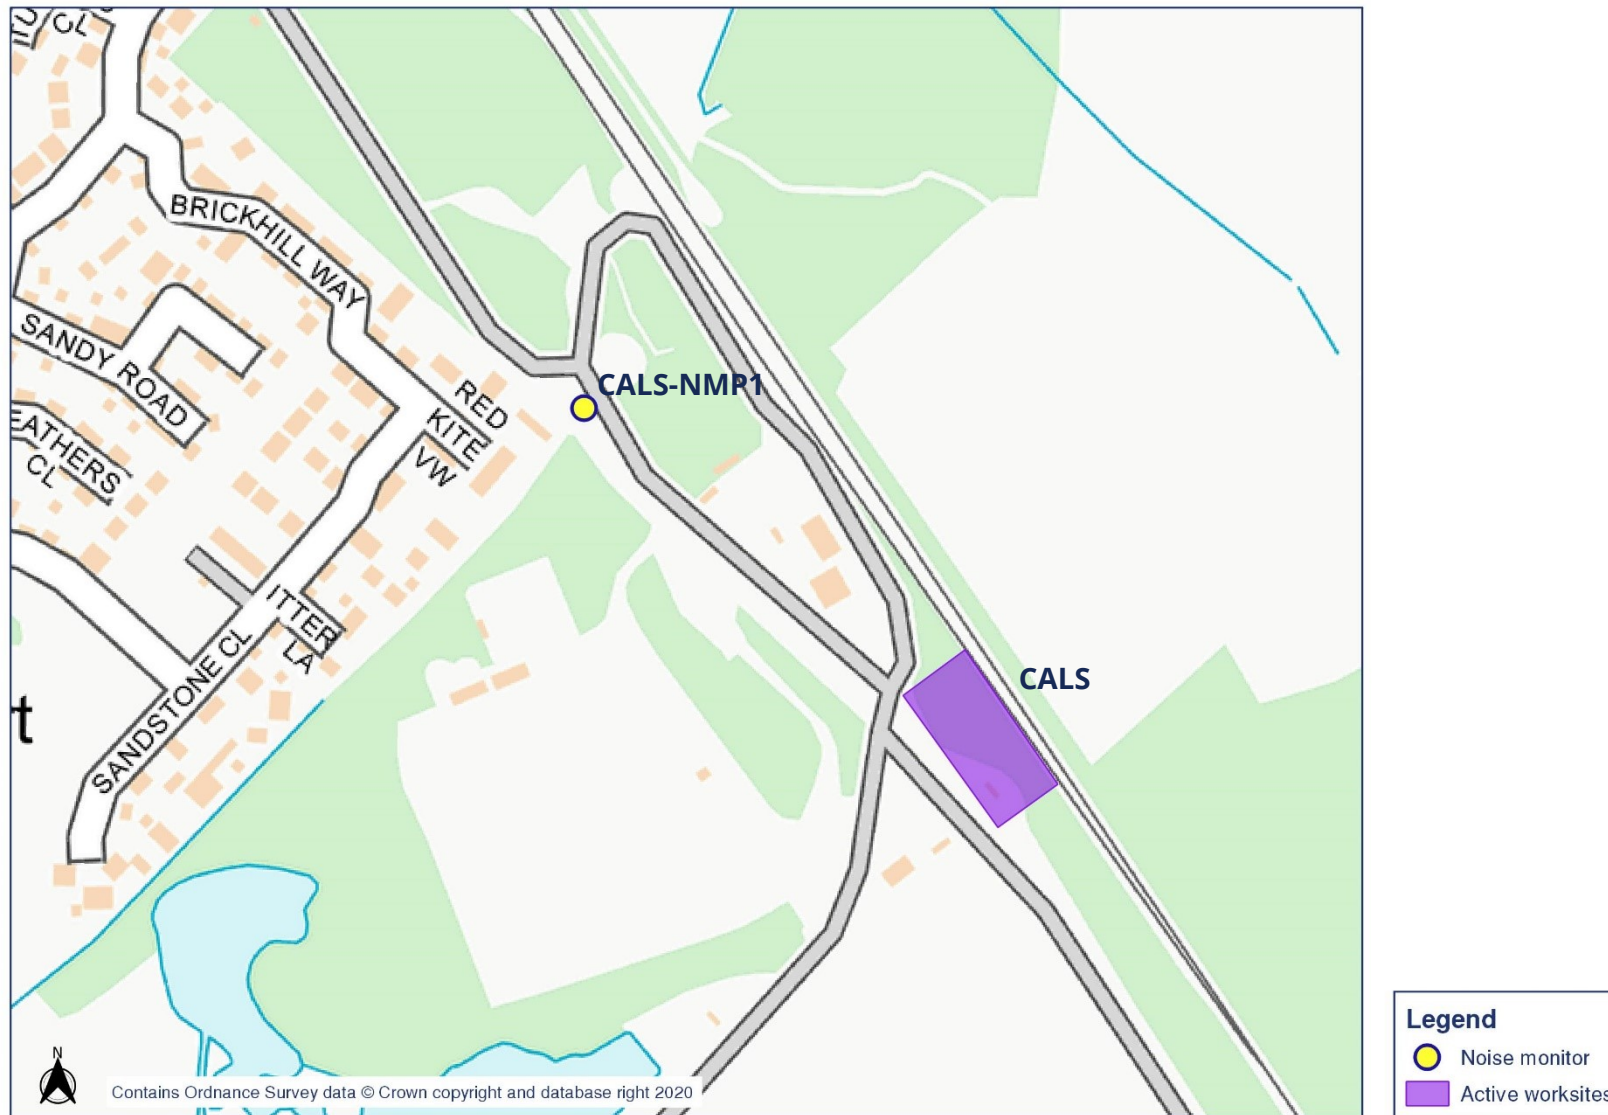 CL
BRICKHILL WAY
SANDY ROAD
RED
KITE
VW
CALS-NMP1
EATHERS
CL
ITTER
LA
SANDSTONE CL
CALS
rt
N
Contains Ordnance Survey data © Crown copyright and database right 2020
Legend
Noise monitor
Active worksites